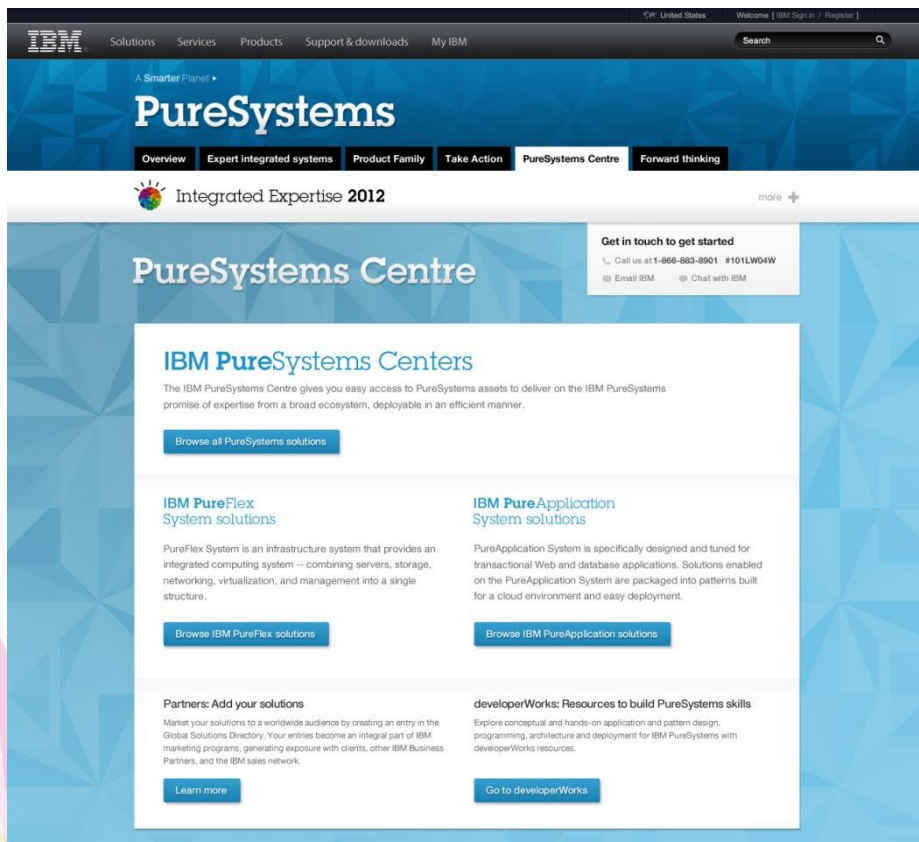 United States
Welcome [ IBM Sign in / Register ]
IBM
Solutions Services Products Support & downloads My IBM
Search
A Smarter Planet
PureSystems
Overview Expert integrated systems Product Family Take Action PureSystems Centre Forward thinking
Integrated Expertise 2012
more
PureSystems Centre
Get in touch to get started
Call us at 1-866-883-8901 #101LW04W
Email IBM Chat with IBM
IBM PureSystems Centers
The IBM PureSystems Centre gives you easy access to PureSystems assets to deliver on the IBM PureSystems
promise of expertise from a broad ecosystem, deployable in an efficient manner.
Browse all PureSystems solutions
IBM PureFlex
System solutions
PureFlex System is an infrastructure system that provides an
integrated computing system -- combining servers, storage,
networking, virtualization, and management into a single
structure.
Browse IBM PureFlex solutions
IBM PureApplication
System solutions
PureApplication System is specifically designed and tuned for
transactional Web and database applications. Solutions enabled
on the PureApplication System are packaged into patterns built
for a cloud environment and easy deployment.
Browse IBM PureApplication solutions
Partners: Add your solutions
Market your solutions to a worldwide audience by creating an entry in the
Global Solutions Directory. Your entries become an integral part of IBM
marketing programs, generating exposure with clients, other IBM Business
Partners, and the IBM sales network.
Learn more
developerWorks: Resources to build PureSystems skills
Explore conceptual and hands-on application and pattern design,
programming, architecture and deployment for IBM PureSystems with
developerWorks resources.
Go to developerWorks